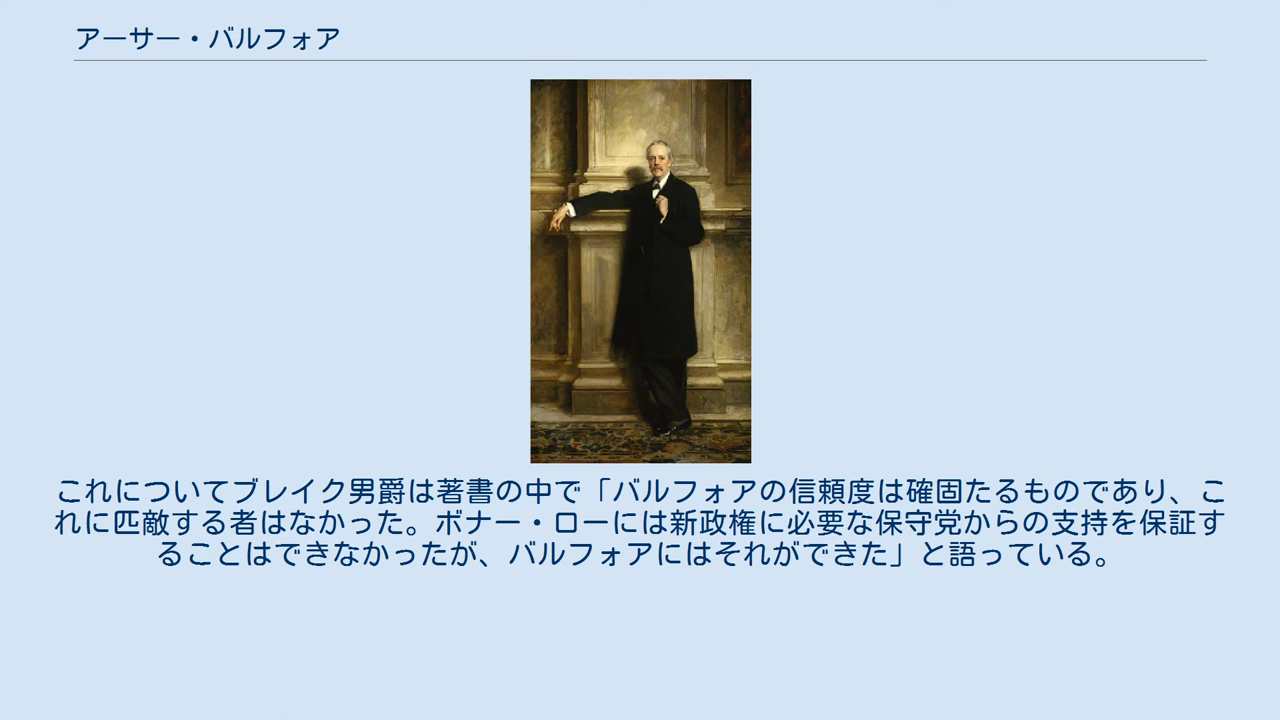 アーサー・バルフォア
これについてブレイク男爵は著書の中で「バルフォアの信頼度は確固たるものであり、こ
れに匹敵する者はなかった。ボナー・ローには新政権に必要な保守党からの支持を保証す
ることはできなかったが、バルフォアにはそれができた」と語っている。